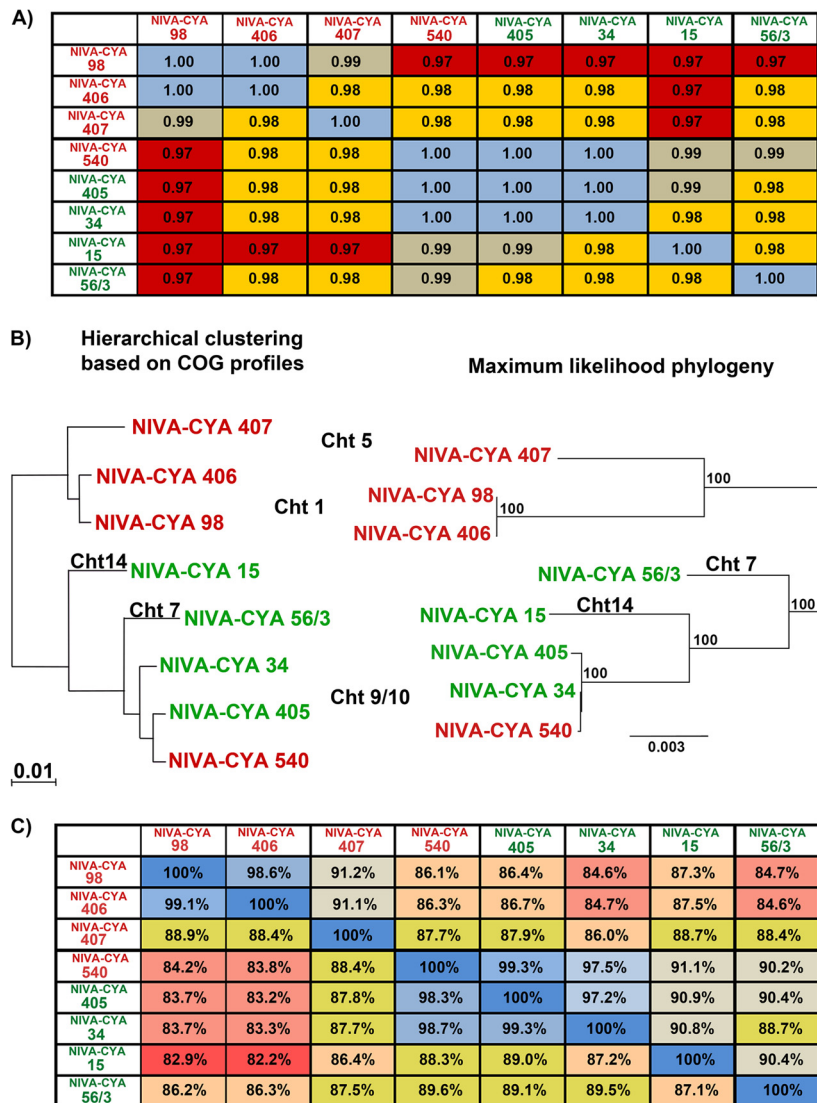 A)
NIVA-CYA 98 NIVA-CYA 406 NIVA-CYA 407 NIVA-CYA 540 NIVA-CYA 405 NIVA-CYA 34 NIVA-CYA 15 NIVA-CYA 56/3
NIVA-CYA 98 1.00 1.00 0.99 0.97 0.97 0.97 0.97 0.97
NIVA-CYA 406 1.00 1.00 0.98 0.98 0.98 0.98 0.97 0.98
NIVA-CYA 407 0.99 0.98 1.00 0.98 0.98 0.98 0.97 0.98
NIVA-CYA 540 0.97 0.98 0.98 1.00 1.00 1.00 0.99 0.99
NIVA-CYA 405 0.97 0.98 0.98 1.00 1.00 1.00 0.99 0.98
NIVA-CYA 34 0.97 0.98 0.98 1.00 1.00 1.00 0.98 0.98
NIVA-CYA 15 0.97 0.97 0.97 0.99 0.99 0.98 1.00 0.98
NIVA-CYA 56/3 0.97 0.98 0.98 0.99 0.98 0.98 0.98 1.00
B)
Hierarchical clustering
based on COG profiles
NIVA-CYA 407
NIVA-CYA 406
NIVA-CYA 98
Cht14
NIVA-CYA 15
Cht 7
NIVA-CYA 56/3
NIVA-CYA 34
NIVA-CYA 405
NIVA-CYA 540
0.01
Cht 5
Cht 1
Cht 9/10
Maximum likelihood phylogeny
NIVA-CYA 407
100
NIVA-CYA 98
100
NIVA-CYA 406
NIVA-CYA 56/3
Cht 7
100
NIVA-CYA 15
Cht14
100
NIVA-CYA 405
100
NIVA-CYA 34
NIVA-CYA 540
0.003
C)
NIVA-CYA 98 NIVA-CYA 406 NIVA-CYA 407 NIVA-CYA 540 NIVA-CYA 405 NIVA-CYA 34 NIVA-CYA 15 NIVA-CYA 56/3
NIVA-CYA 98 100% 98.6% 91.2% 86.1% 86.4% 84.6% 87.3% 84.7%
NIVA-CYA 406 99.1% 100% 91.1% 86.3% 86.7% 84.7% 87.5% 84.6%
NIVA-CYA 407 88.9% 88.4% 100% 87.7% 87.9% 86.0% 88.7% 88.4%
NIVA-CYA 540 84.2% 83.8% 88.4% 100% 99.3% 97.5% 91.1% 90.2%
NIVA-CYA 405 83.7% 83.2% 87.8% 98.3% 100% 97.2% 90.9% 90.4%
NIVA-CYA 34 83.7% 83.3% 87.7% 98.7% 99.3% 100% 90.8% 88.7%
NIVA-CYA 15 82.9% 82.2% 86.4% 88.3% 89.0% 87.2% 100% 90.4%
NIVA-CYA 56/3 86.2% 86.3% 87.5% 89.6% 89.1% 89.5% 87.1% 100%